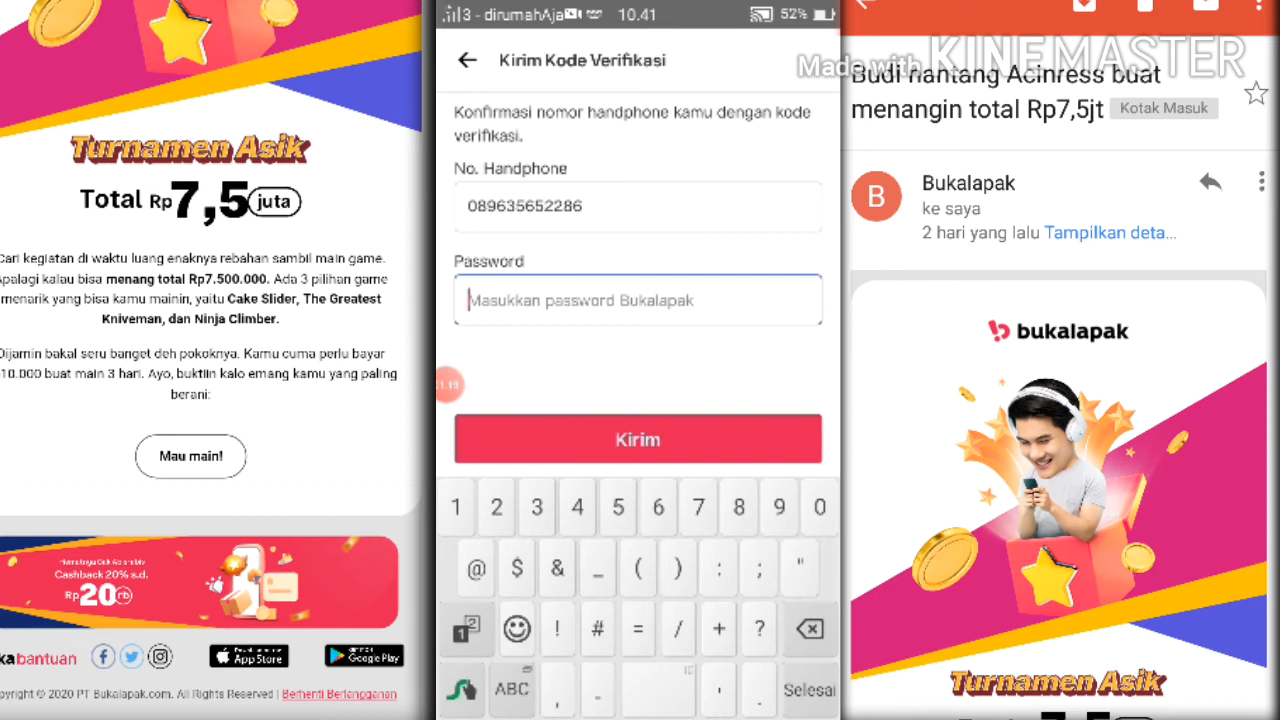 Turnamen Asik
Total Rp7,5 juta
Cari kegiatan di waktu luang enaknya rebahan sambil main game.
Apalagi kalau bisa menang total Rp7.500.000. Ada 3 pilihan game
menarik yang bisa kamu mainin, yaitu Cake Slider, The Greatest
Kniveman, dan Ninja Climber.
Dijamin bakal seru banget deh pokoknya. Kamu cuma perlu bayar
10.000 buat main 3 hari. Ayo, buktiin kalo emang kamu yang paling
berani:
Mau main!
Cashback 20% s.d.
Rp20rb
kabantuan
App Store
Google Play
pyright © 2020 PT Bukalapak.com. All Rights Reserved | Berhenti Berlangganan
3 - dirumahAja 10.41 52%
Kirim Kode Verifikasi
Konfirmasi nomor handphone kamu dengan kode
verifikasi.
No. Handphone
089635652286
Password
Masukkan password Bukalapak
1.19
Kirim
1 2 3 4 5 6 7 8 9 0
@ $ & _ ( ) : ; "
1 2 ! # = / + ?
ABC , _ ' . Selesai
Made with KINEMASTER
Budi nantang Acinress buat
menangin total Rp7,5jt Kotak Masuk
B
Bukalapak
ke saya
2 hari yang lalu Tampilkan deta...
bukalapak
Turnamen Asik